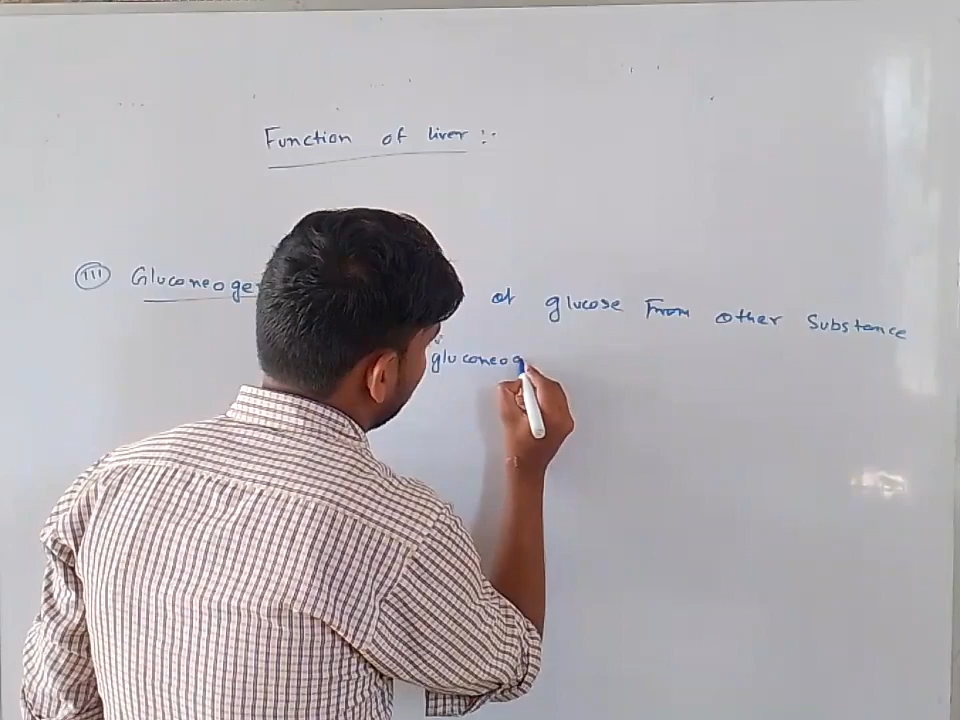 Function of liver :-
(III) Gluconeoge of glucose From other Substance
gluconeog